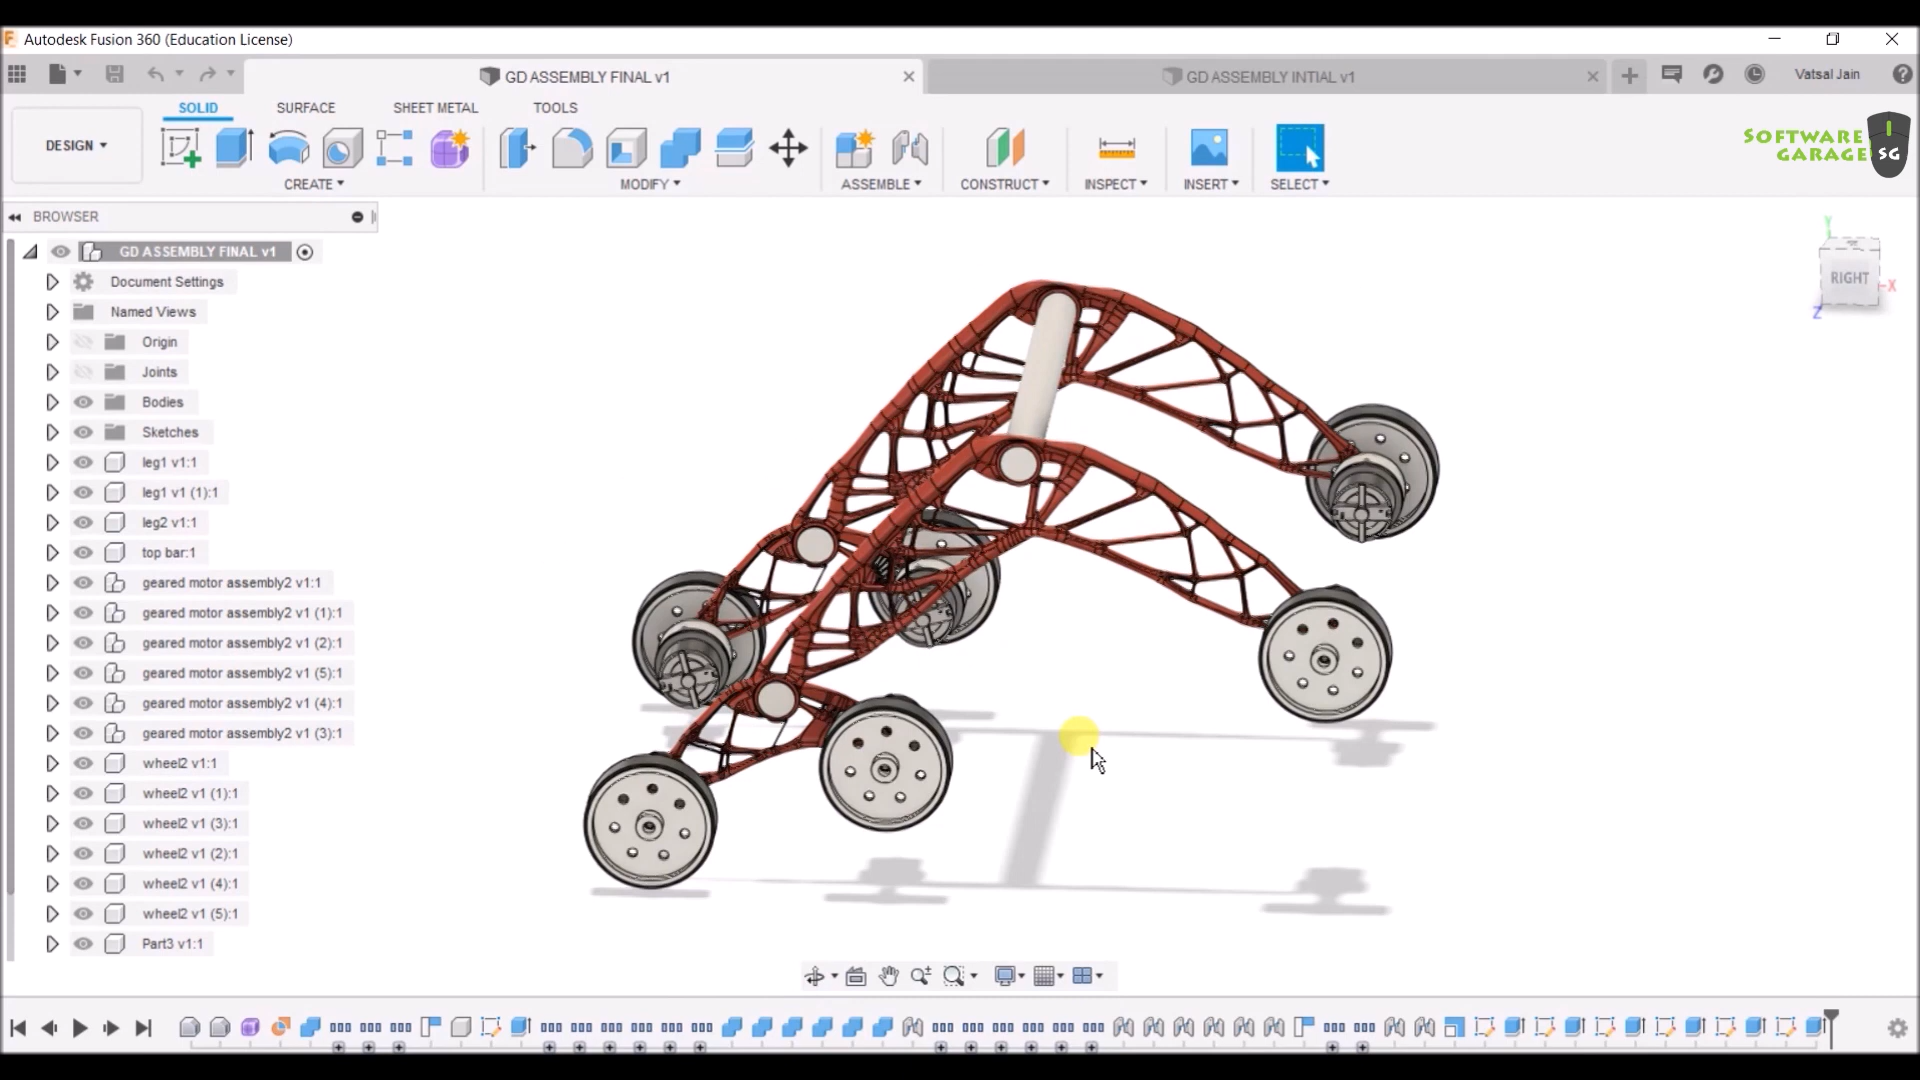 Autodesk Fusion 360 (Education License)
GD ASSEMBLY FINAL v1
GD ASSEMBLY INTIAL v1
Vatsal Jain
SOLID
SURFACE
SHEET METAL
TOOLS
DESIGN
CREATE
MODIFY
ASSEMBLE
CONSTRUCT
INSPECT
INSERT
SELECT
SOFTWARE
GARAGE
SG
BROWSER
GD ASSEMBLY FINAL v1
Document Settings
Named Views
Origin
Joints
Bodies
Sketches
leg1 v1:1
leg1 v1 (1):1
leg2 v1:1
top bar:1
geared motor assembly2 v1:1
geared motor assembly2 v1 (1):1
geared motor assembly2 v1 (2):1
geared motor assembly2 v1 (5):1
geared motor assembly2 v1 (4):1
geared motor assembly2 v1 (3):1
wheel2 v1:1
wheel2 v1 (1):1
wheel2 v1 (3):1
wheel2 v1 (2):1
wheel2 v1 (4):1
wheel2 v1 (5):1
Part3 v1:1
Y
RIGHT
-X
Z